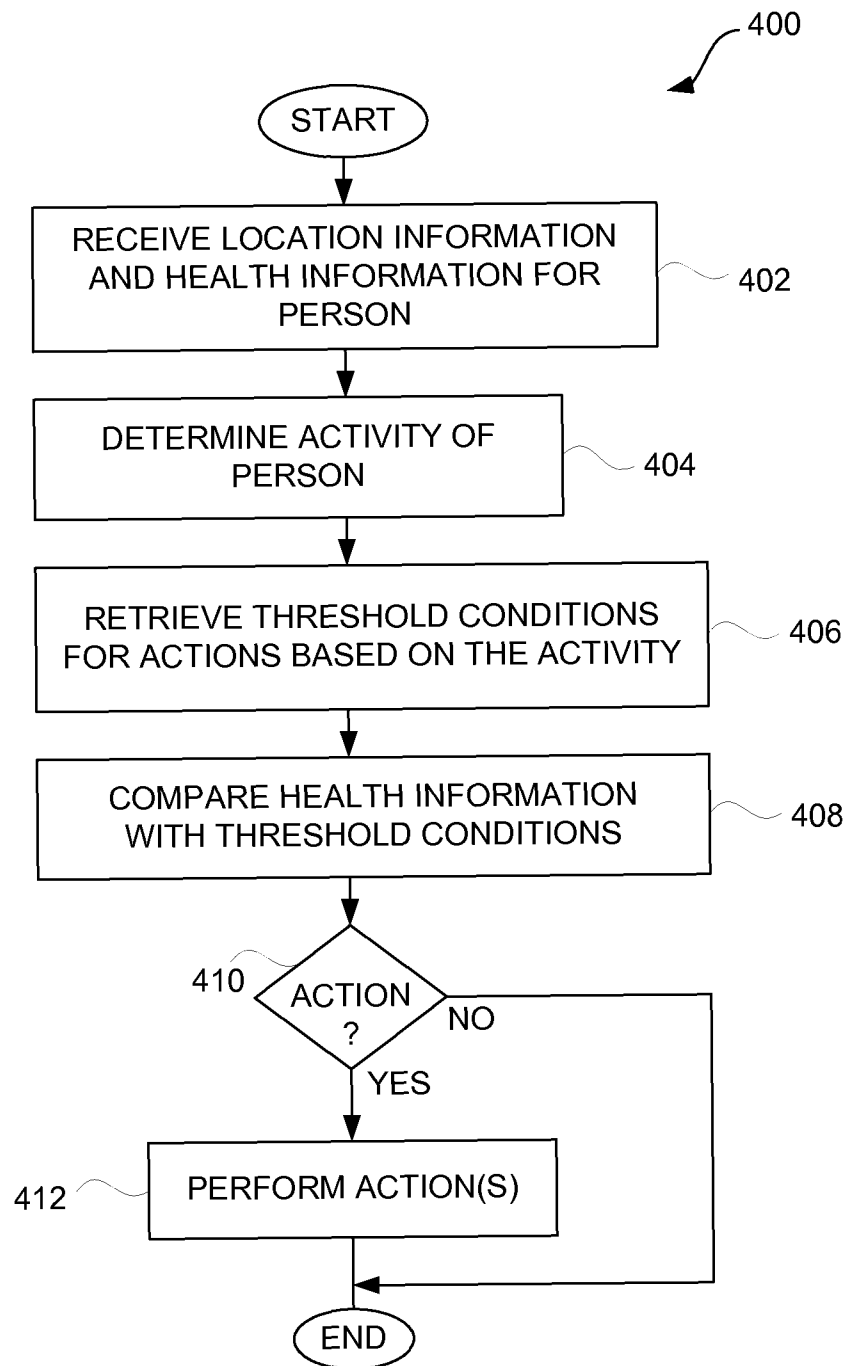 400
START
RECEIVE LOCATION INFORMATION
AND HEALTH INFORMATION FOR
PERSON
402
DETERMINE ACTIVITY OF
PERSON
404
RETRIEVE THRESHOLD CONDITIONS
FOR ACTIONS BASED ON THE ACTIVITY
406
COMPARE HEALTH INFORMATION
WITH THRESHOLD CONDITIONS
408
410
ACTION
?
NO
YES
412
PERFORM ACTION(S)
END